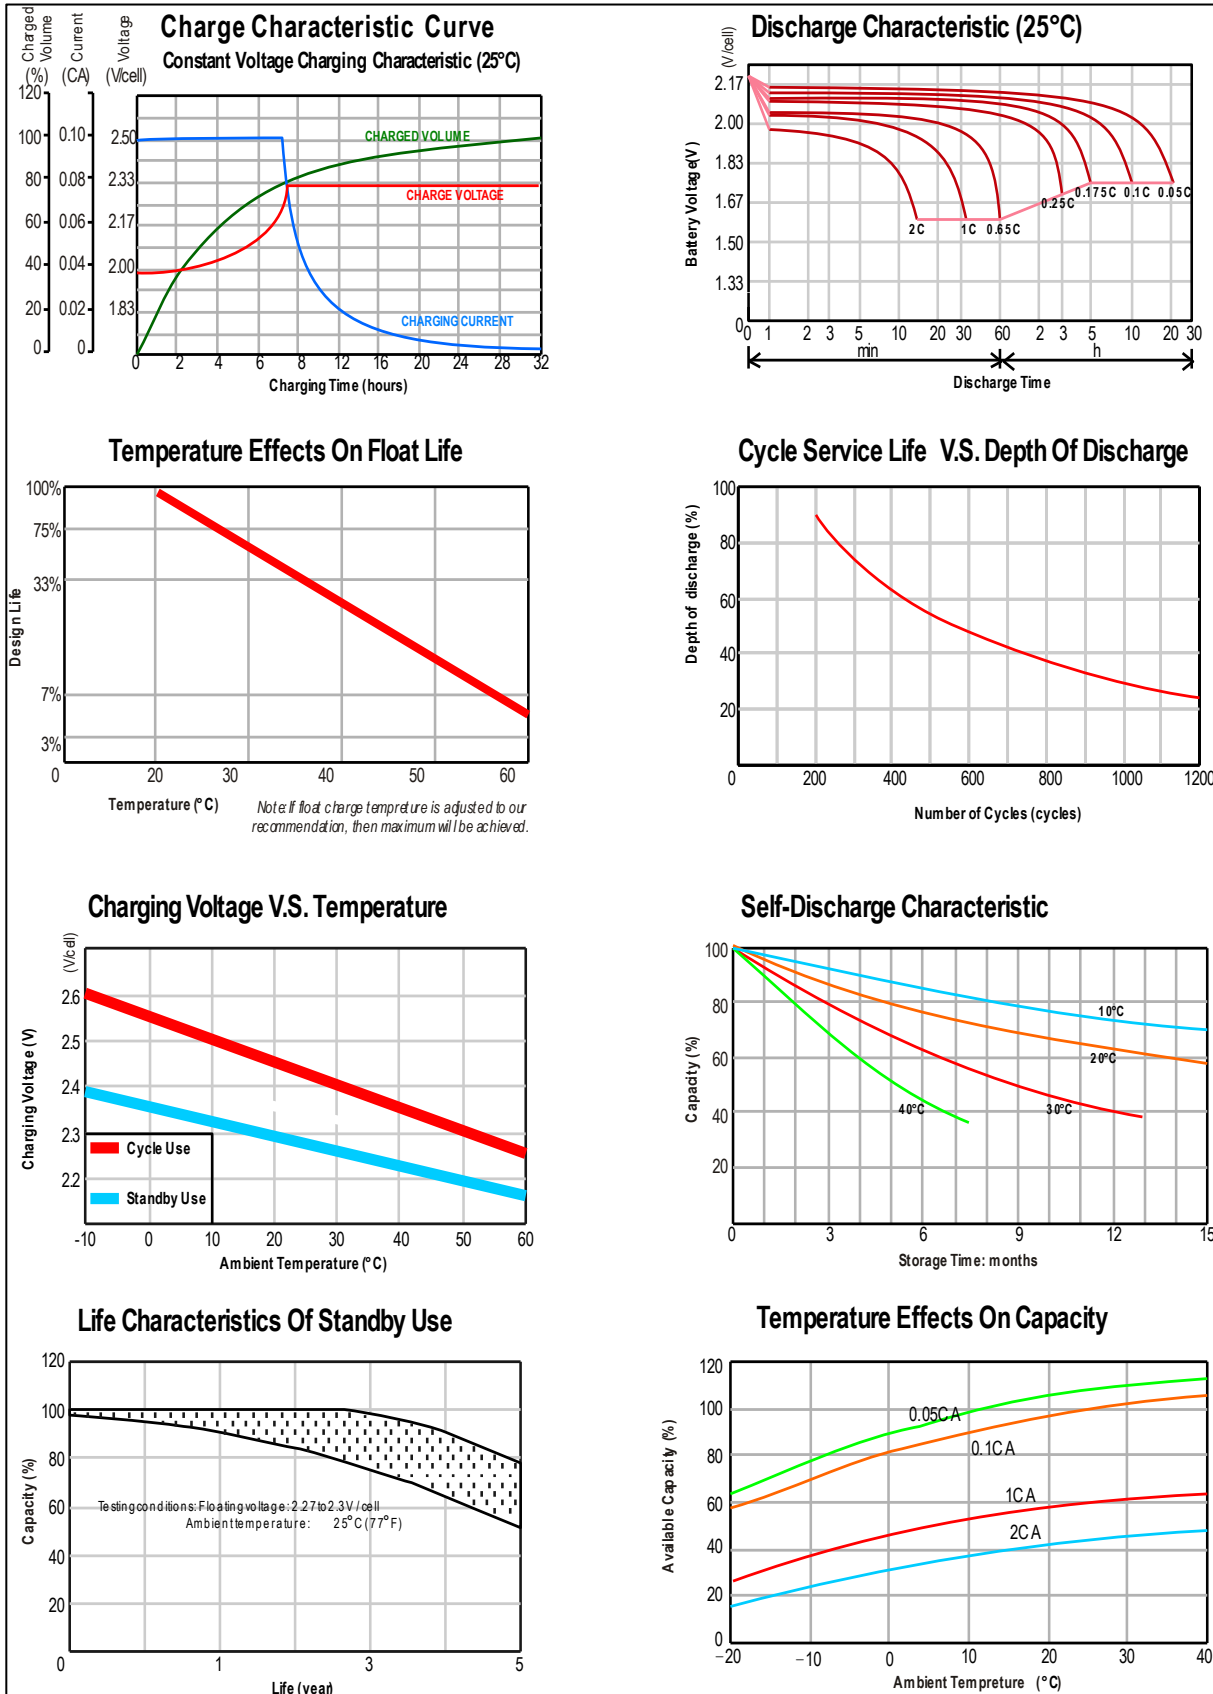 Charge Characteristic Curve
Constant Voltage Charging Characteristic (25°C)
Charged
Volume
(%)
Current
(CA)
Voltage
(V/cell)
120
100
80
60
40
20
0
0.10
0.08
0.06
0.04
0.02
0
2.50
2.33
2.17
2.00
1.83
CHARGED VOLUME
CHARGE VOLTAGE
CHARGING CURRENT
0 2 4 6 8 12 16 20 24 28 32
Charging Time (hours)
Discharge Characteristic (25°C)
(V/cell)
Battery Voltage(V)
2.17
2.00
1.83
1.67
1.50
1.33
0
2C 1C 0.65C 0.25C 0.175C 0.1C 0.05C
0 1 2 3 5 10 20 30 60 2 3 5 10 20 30
min h
Discharge Time
Temperature Effects On Float Life
Design Life
100%
75%
33%
7%
3%
0 20 30 40 50 60
Temperature (°C)
Note:If float charge tempreture is adjusted to our
recommendation, then maximum will be achieved.
Cycle Service Life V.S. Depth Of Discharge
Depth of discharge (%)
100
80
60
40
20
0 200 400 600 800 1000 1200
Number of Cycles (cycles)
Charging Voltage V.S. Temperature
(V/cell)
Charging Voltage (V)
2.6
2.5
2.4
2.3
2.2
Cycle Use
Standby Use
-10 0 10 20 30 40 50 60
Ambient Temperature (°C)
Self-Discharge Characteristic
Capacity (%)
100
80
60
40
20
10°C
20°C
30°C
40°C
0 3 6 9 12 15
Storage Time: months
Life Characteristics Of Standby Use
Capacity (%)
120
100
80
60
40
20
Testing conditions: Floating voltage: 2.27 to 2.3V / cell
Ambient temperature: 25°C (77°F)
0 1 3 5
Life (year)
Temperature Effects On Capacity
Available Capacity (%)
120
100
80
60
40
20
0
0.05CA
0.1CA
1CA
2CA
−20 −10 0 10 20 30 40
Ambient Tempreture (°C)